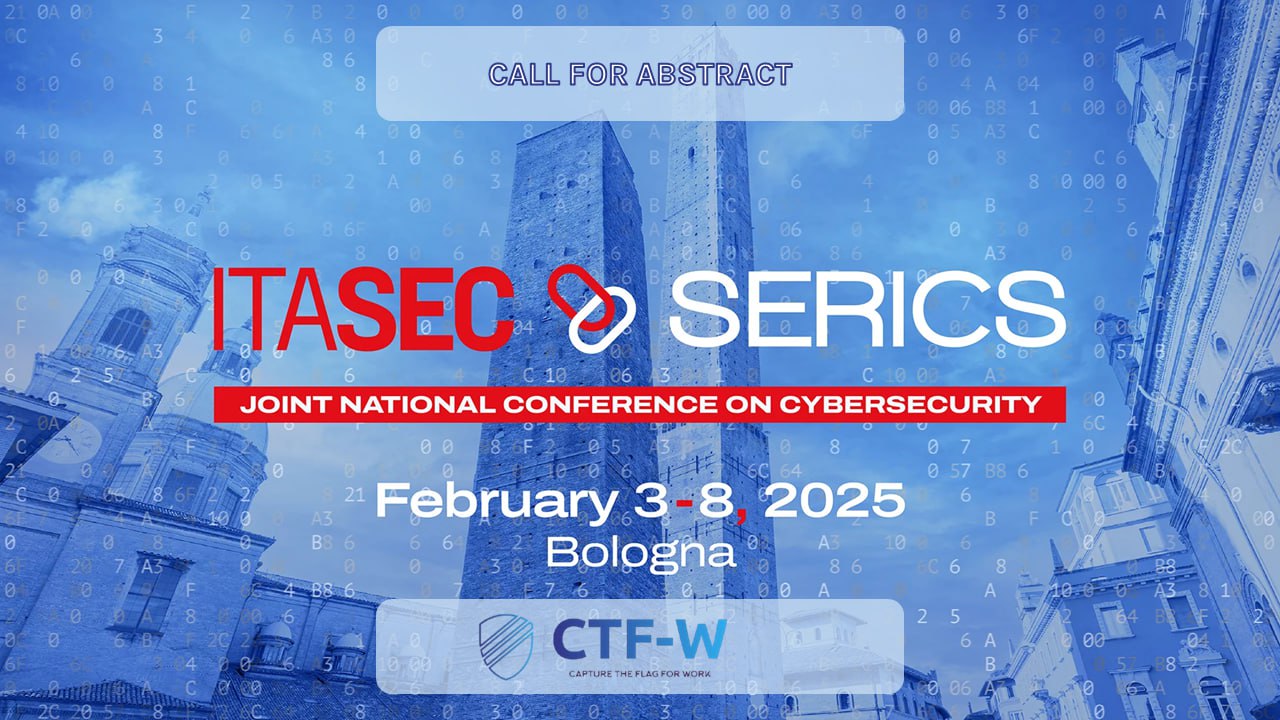 CALL FOR ABSTRACT
ITASEC SERICS
JOINT NATIONAL CONFERENCE ON CYBERSECURITY
February 3-8, 2025
Bologna
CTF-W
CAPTURE THE FLAG FOR WORK